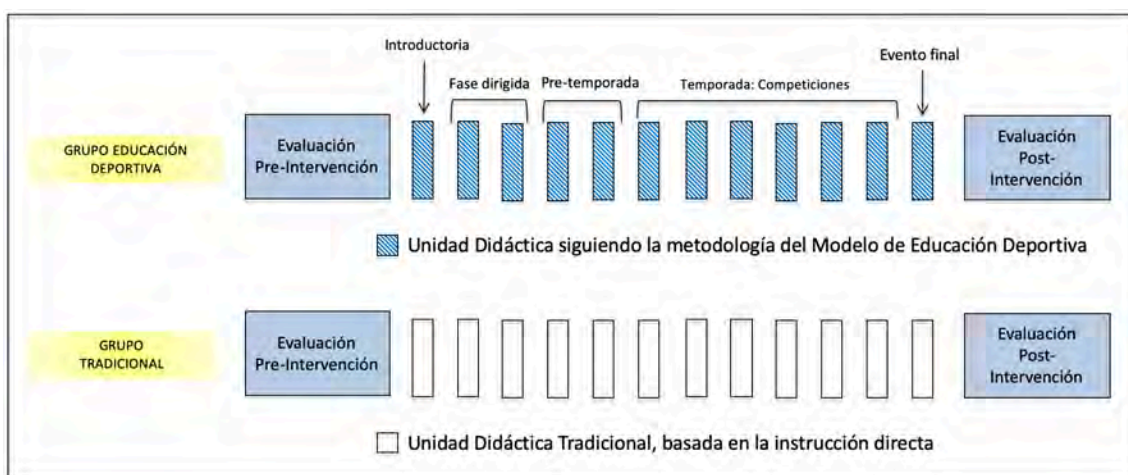 Introductoria
Evento final
Fase dirigida
Pre-temporada
Temporada: Competiciones
GRUPO EDUCACIÓN
DEPORTIVA
Evaluación
Pre-Intervención
Evaluación
Post-
Intervención
Unidad Didáctica siguiendo la metodología del Modelo de Educación Deportiva
GRUPO
TRADICIONAL
Evaluación
Pre-Intervención
Evaluación
Post-
Intervención
Unidad Didáctica Tradicional, basada en la instrucción directa